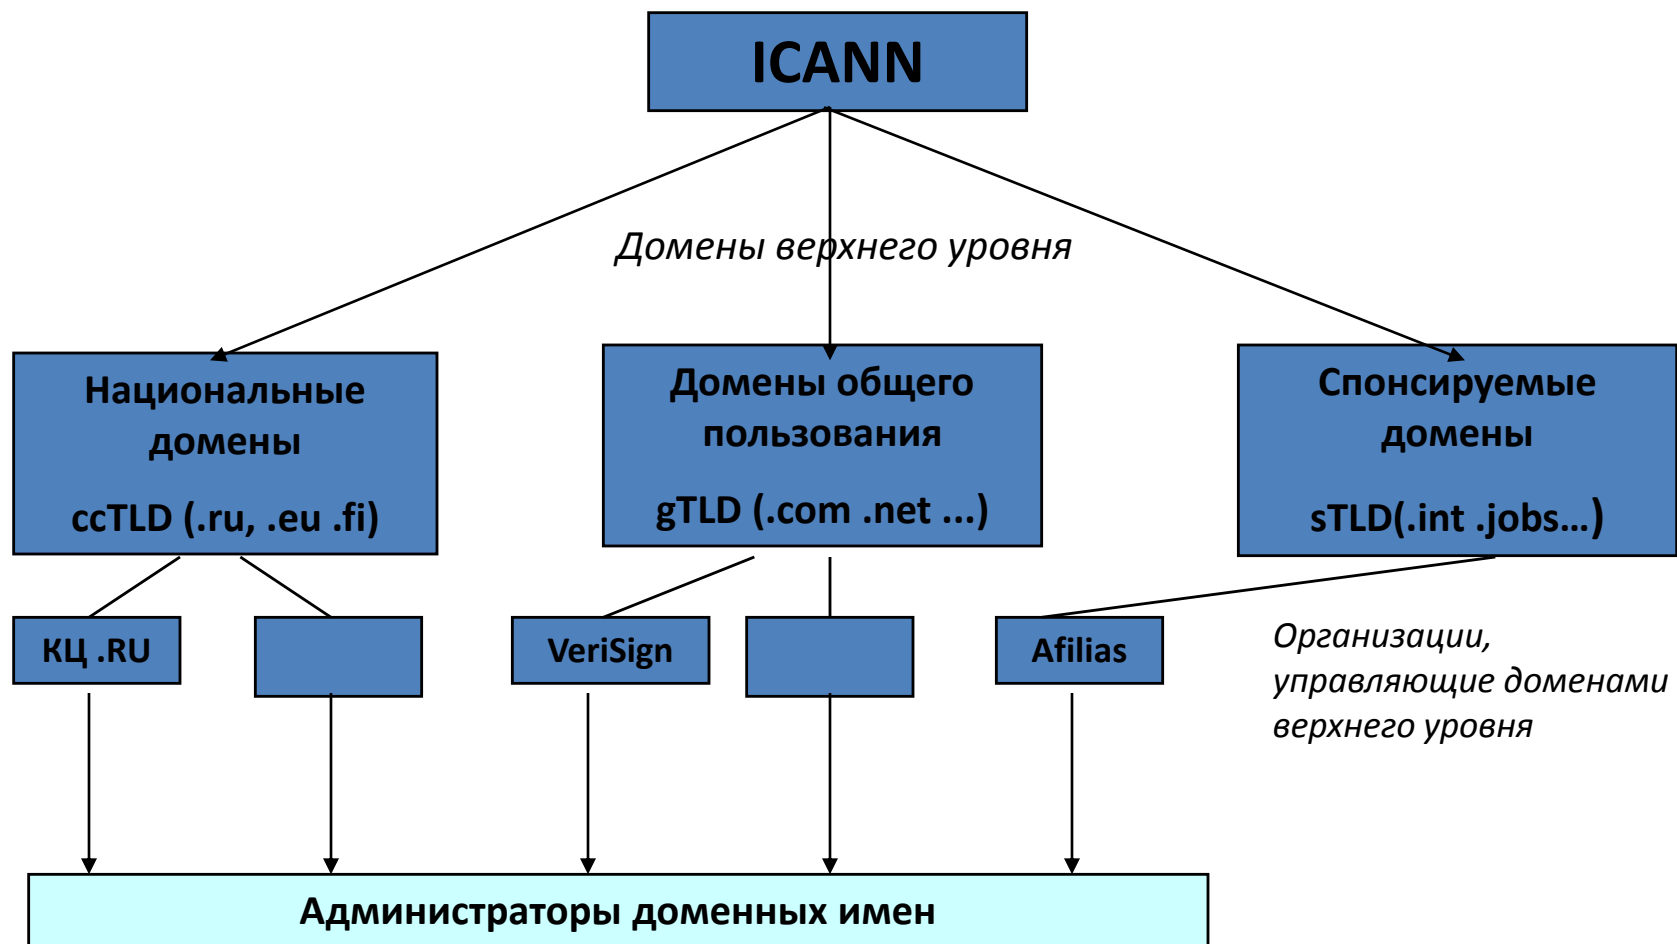 ICANN
Домены верхнего уровня
Национальные
домены
ccTLD (.ru, .eu .fi)
Домены общего
пользования
gTLD (.com .net ...)
Спонсируемые
домены
sTLD(.int .jobs...)
КЦ .RU
VeriSign
Afilias
Организации,
управляющие доменами
верхнего уровня
Администраторы доменных имен